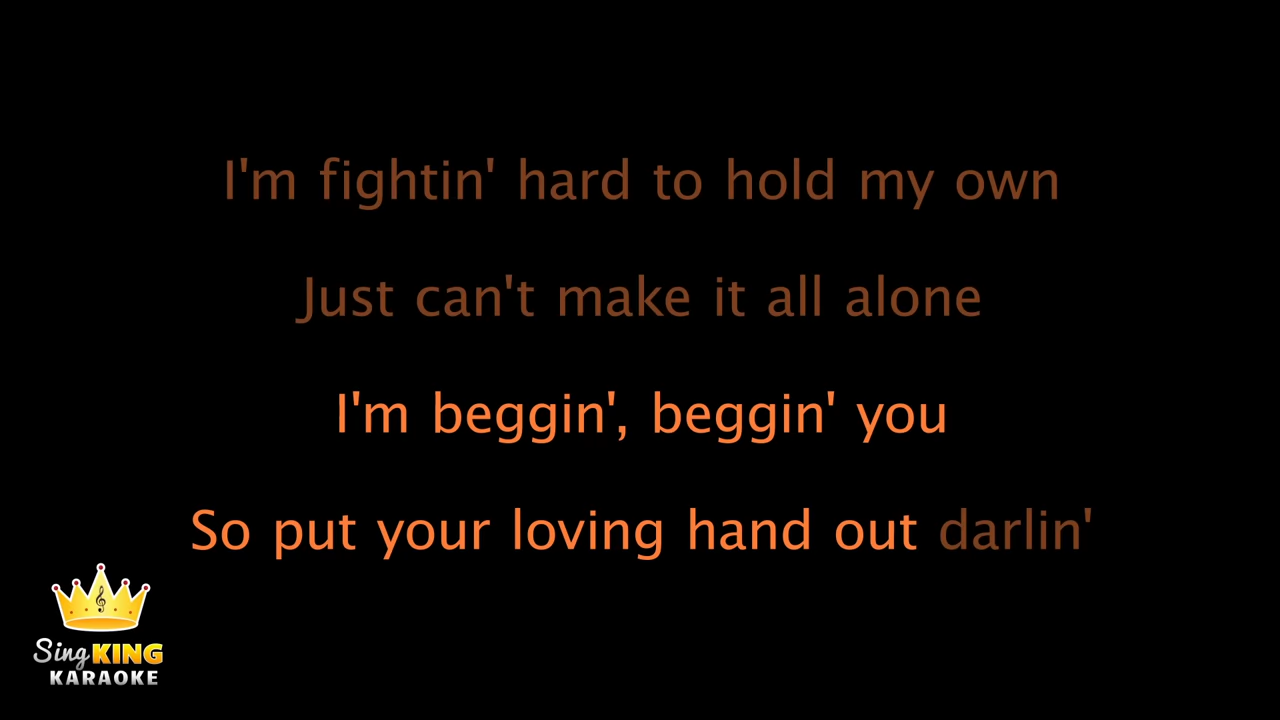 I'm fightin' hard to hold my own
Just can't make it all alone
I'm beggin', beggin' you
So put your loving hand out darlin'
Sing KING
KARAOKE